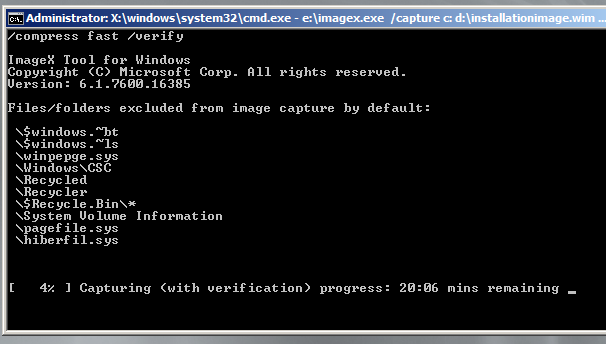 Administrator: X:\windows\system32\cmd.exe - e:\imagex.exe /capture c: d:\installationimage.wim ...
/compress fast /verify
ImageX Tool for Windows
Copyright (C) Microsoft Corp. All rights reserved.
Version: 6.1.7600.16385
Files/folders excluded from image capture by default:
\$windows.~bt
\$windows.~ls
\winpepge.sys
\Windows\CSC
\Recycled
\Recycler
\$Recycle.Bin\*
\System Volume Information
\pagefile.sys
\hiberfil.sys
[   4% ] Capturing (with verification) progress: 20:06 mins remaining _